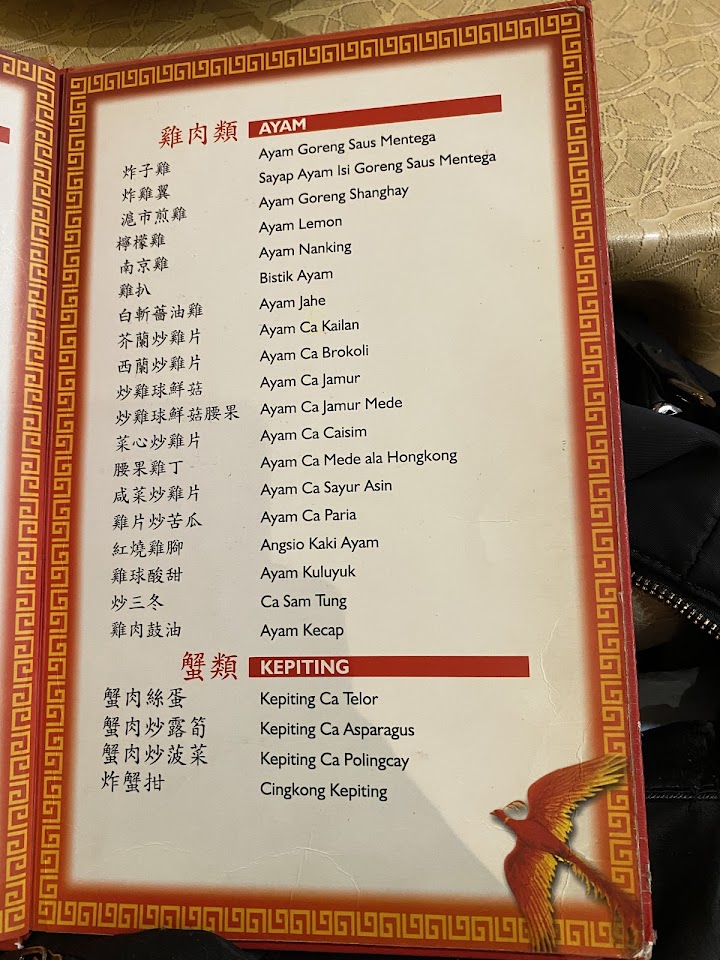 雞肉類 AYAM
炸子雞 Ayam Goreng Saus Mentega
炸雞翼 Sayap Ayam Isi Goreng Saus Mentega
滬市煎雞 Ayam Goreng Shanghay
檸檬雞 Ayam Lemon
南京雞 Ayam Nanking
雞扒 Bistik Ayam
白斬薔油雞 Ayam Jahe
芥蘭炒雞片 Ayam Ca Kailan
西蘭炒雞片 Ayam Ca Brokoli
炒雞球鮮菇 Ayam Ca Jamur
炒雞球鮮菇腰果 Ayam Ca Jamur Mede
菜心炒雞片 Ayam Ca Caisim
腰果雞丁 Ayam Ca Mede ala Hongkong
咸菜炒雞片 Ayam Ca Sayur Asin
雞片炒苦瓜 Ayam Ca Paria
紅燒雞腳 Angsio Kaki Ayam
雞球酸甜 Ayam Kuluyuk
炒三冬 Ca Sam Tung
雞肉鼓油 Ayam Kecap
蟹類 KEPITING
蟹肉絲蛋 Kepiting Ca Telor
蟹肉炒露筍 Kepiting Ca Asparagus
蟹肉炒菠菜 Kepiting Ca Polingcay
炸蟹拑 Cingkong Kepiting